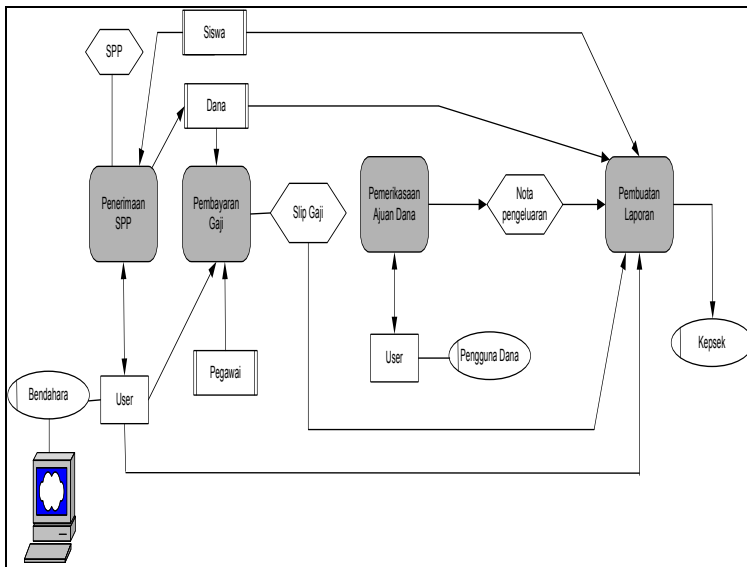 SPP
Siswa
Dana
Penerimaan
SPP
Pembayaran
Gaji
Slip Gaji
Pemerikasaan
Ajuan Dana
Nota
pengeluaran
Pembuatan
Laporan
Bendahara
User
Pegawai
User
Pengguna Dana
Kepsek